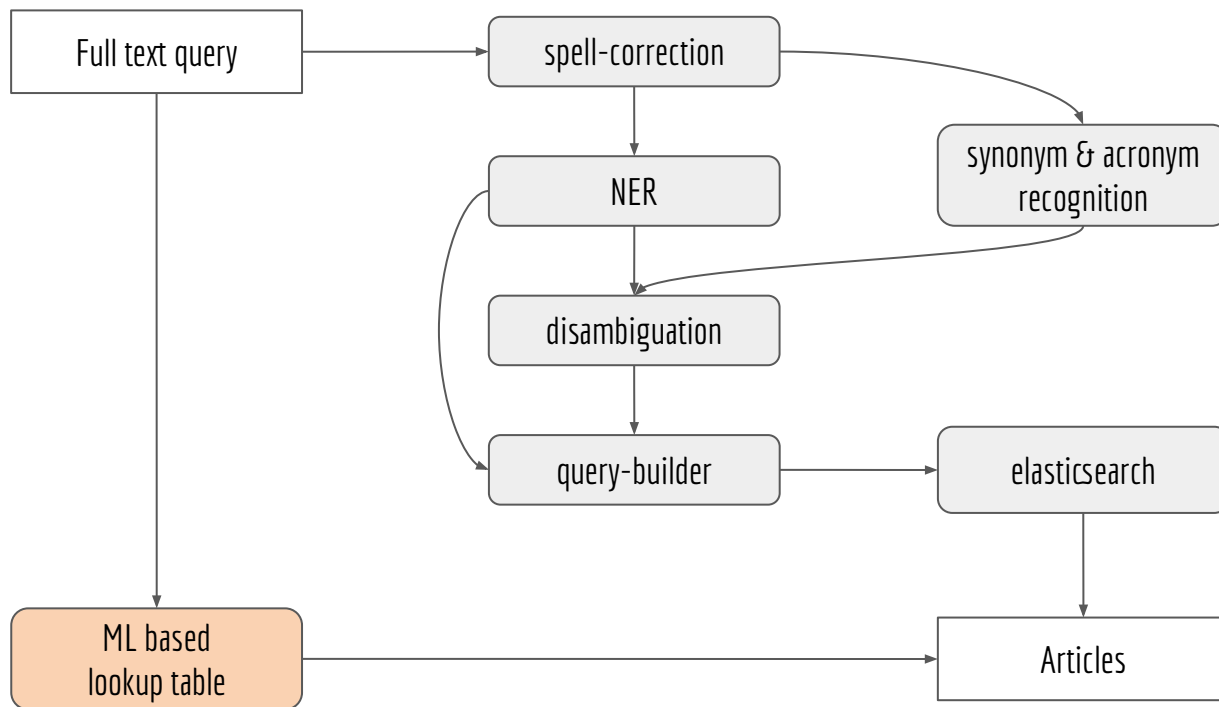 Full text query
spell-correction
synonym & acronym
recognition
NER
disambiguation
query-builder
elasticsearch
ML based
lookup table
Articles